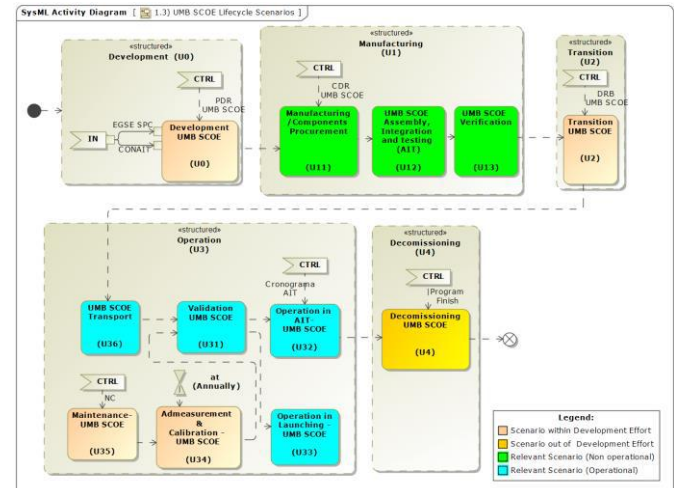 SysML Activity Diagram [ 1.3) UMB SCOE Lifecycle Scenarios ]
«structured»
Development (U0)
CTRL
PDR
UMB SCOE
IN
EGSE SPC
CONAIT
Development
UMB SCOE
(U0)
«structured»
Manufacturing
(U1)
CTRL
CDR
UMB SCOE
Manufacturing
/Components
Procurement
(U11)
UMB SCOE
Assembly,
Integration
and testing
(AIT)
(U12)
UMB SCOE
Verification
(U13)
«structured»
Transition
(U2)
CTRL
DRB
UMB SCOE
Transition
UMB SCOE
(U2)
«structured»
Operation
(U3)
CTRL
Cronograma
AIT
UMB SCOE
Transport
(U36)
Validation
UMB SCOE
(U31)
Operation in
AIT-
UMB SCOE
(U32)
CTRL
NC
at
(Annually)
Maintenance-
UMB SCOE
(U35)
Admeasurement
&
Calibration -
UMB SCOE
(U34)
Operation in
Launching -
UMB SCOE
(U33)
«structured»
Decomissioning
(U4)
CTRL
Program
Finish
Decomissioning
UMB SCOE
(U4)
Legend:
Scenario within Development Effort
Scenario out of Development Effort
Relevant Scenario (Non operational)
Relevant Scenario (Operational)